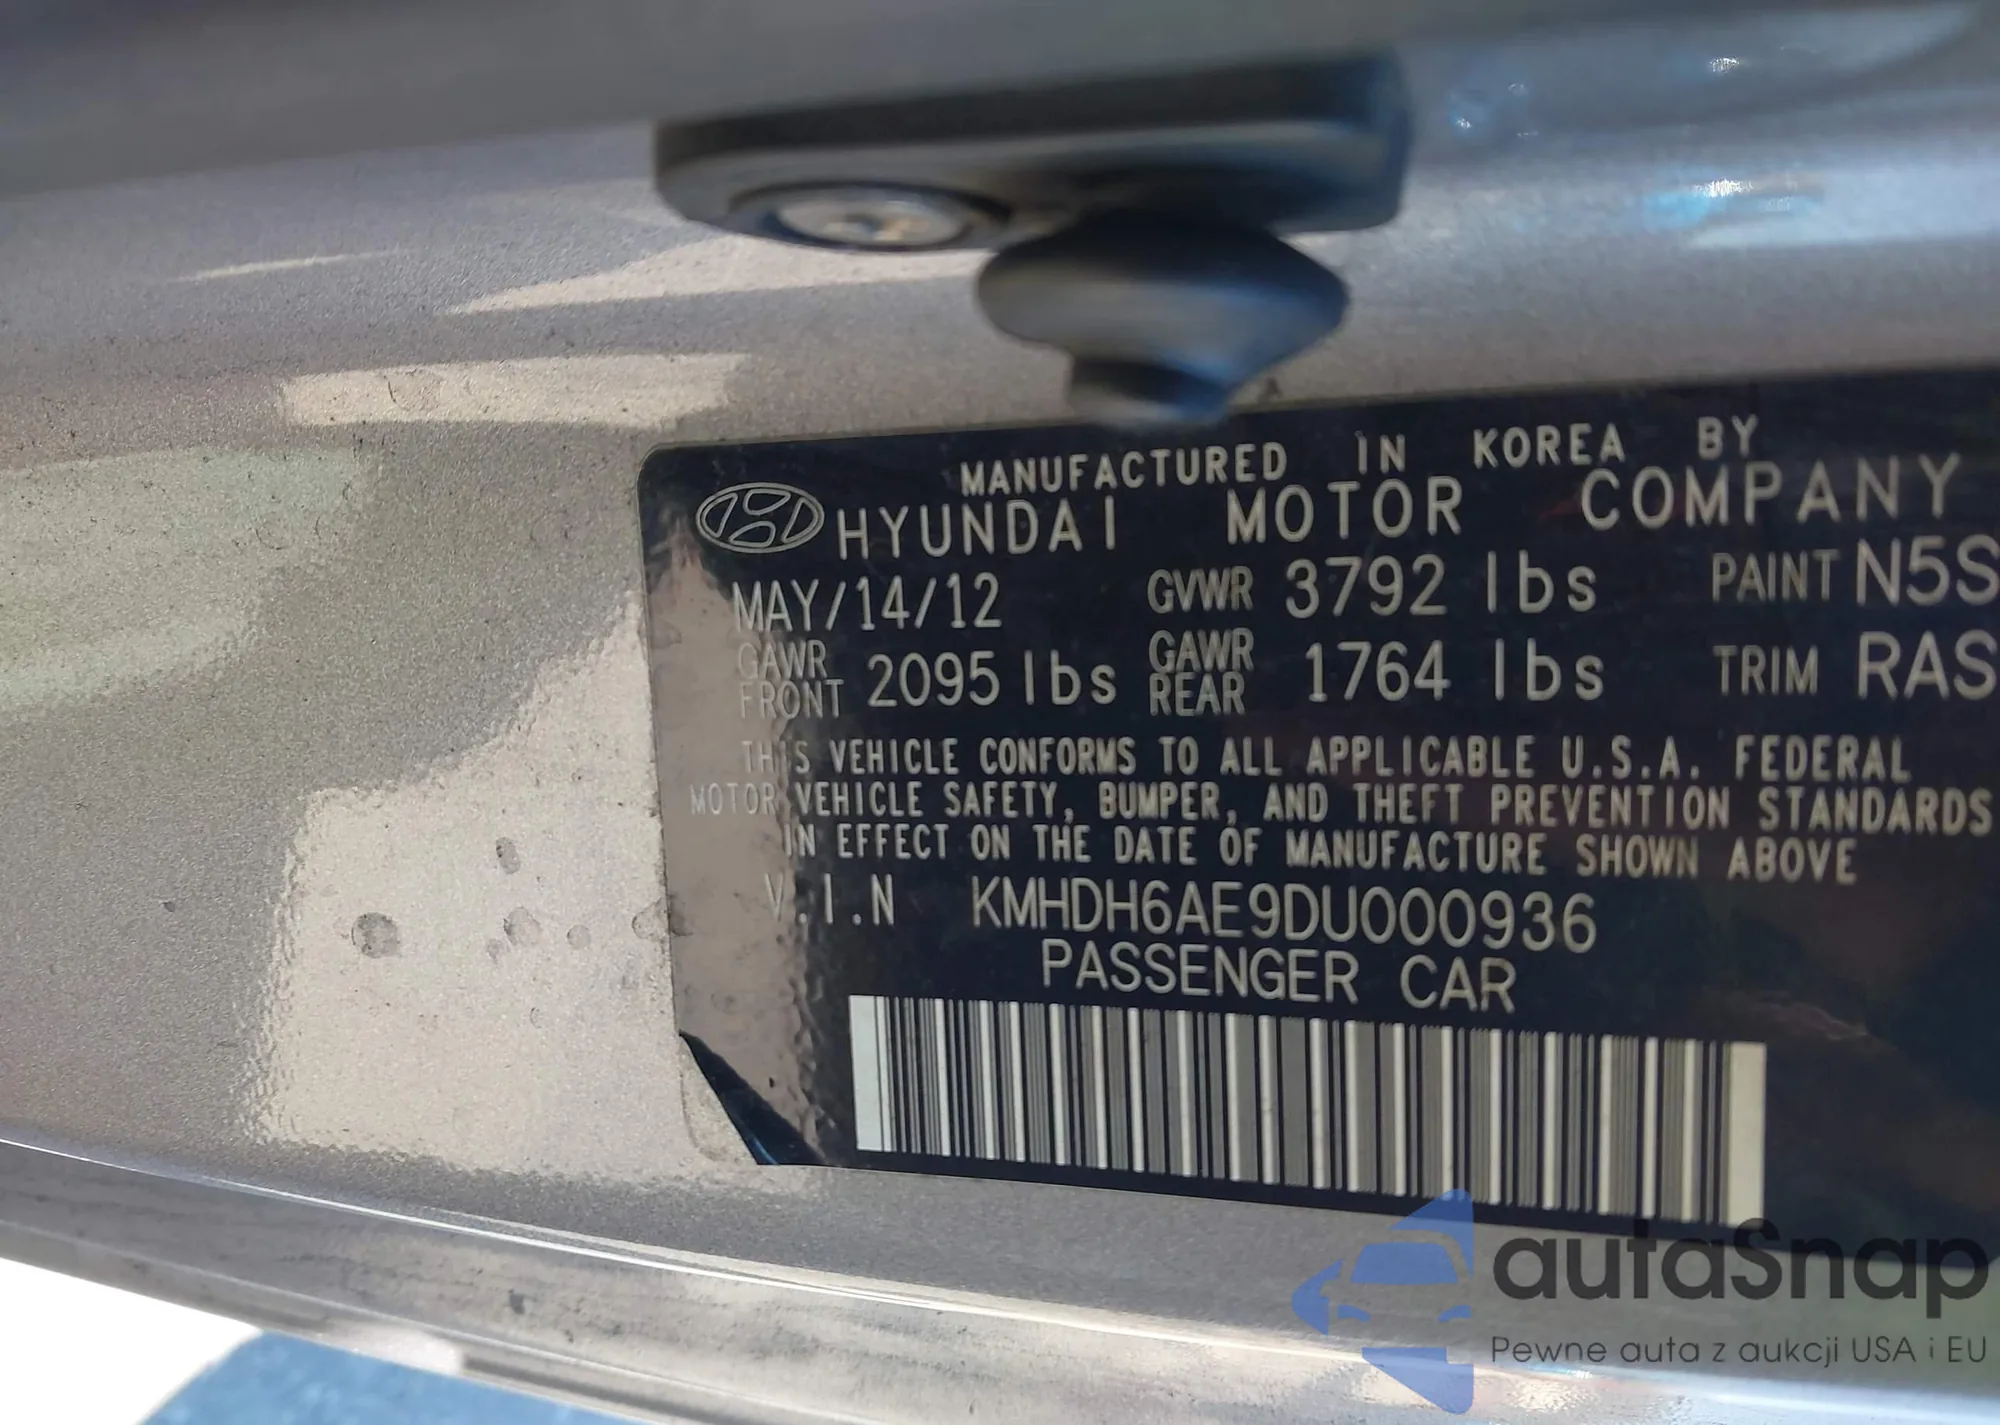 MANUFACTURED IN KOREA BY
HYUNDAI MOTOR COMPANY
MAY/14/12 GVWR 3792 lbs PAINT N5S
GAWR FRONT 2095 lbs GAWR REAR 1764 lbs TRIM RAS
THIS VEHICLE CONFORMS TO ALL APPLICABLE U.S.A. FEDERAL
MOTOR VEHICLE SAFETY, BUMPER, AND THEFT PREVENTION STANDARDS
IN EFFECT ON THE DATE OF MANUFACTURE SHOWN ABOVE
V.I.N KMHDH6AE9DU000936
PASSENGER CAR
autaSnap
Pewne auta z aukcji USA i EU